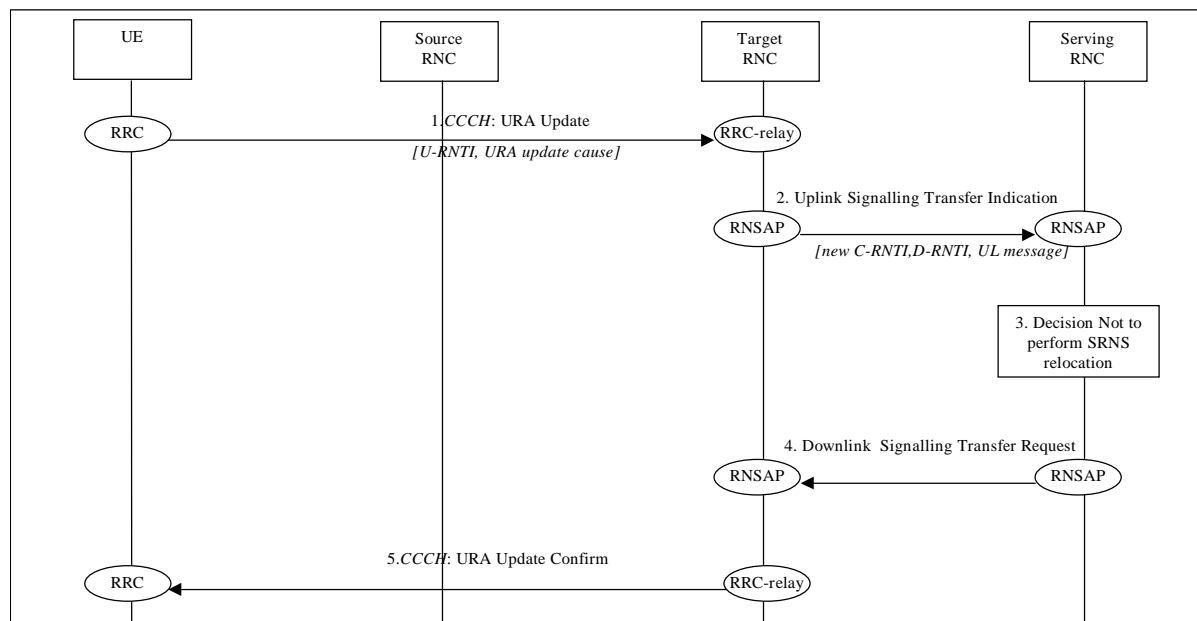 UE
Source
RNC
Target
RNC
Serving
RNC
1.CCCH: URA Update
RRC
RRC-relay
[U-RNTI, URA update cause]
2. Uplink Signalling Transfer Indication
RNSAP
RNSAP
[new C-RNTI,D-RNTI, UL message]
3. Decision Not to
perform SRNS
relocation
4. Downlink Signalling Transfer Request
RNSAP
RNSAP
5.CCCH: URA Update Confirm
RRC
RRC-relay